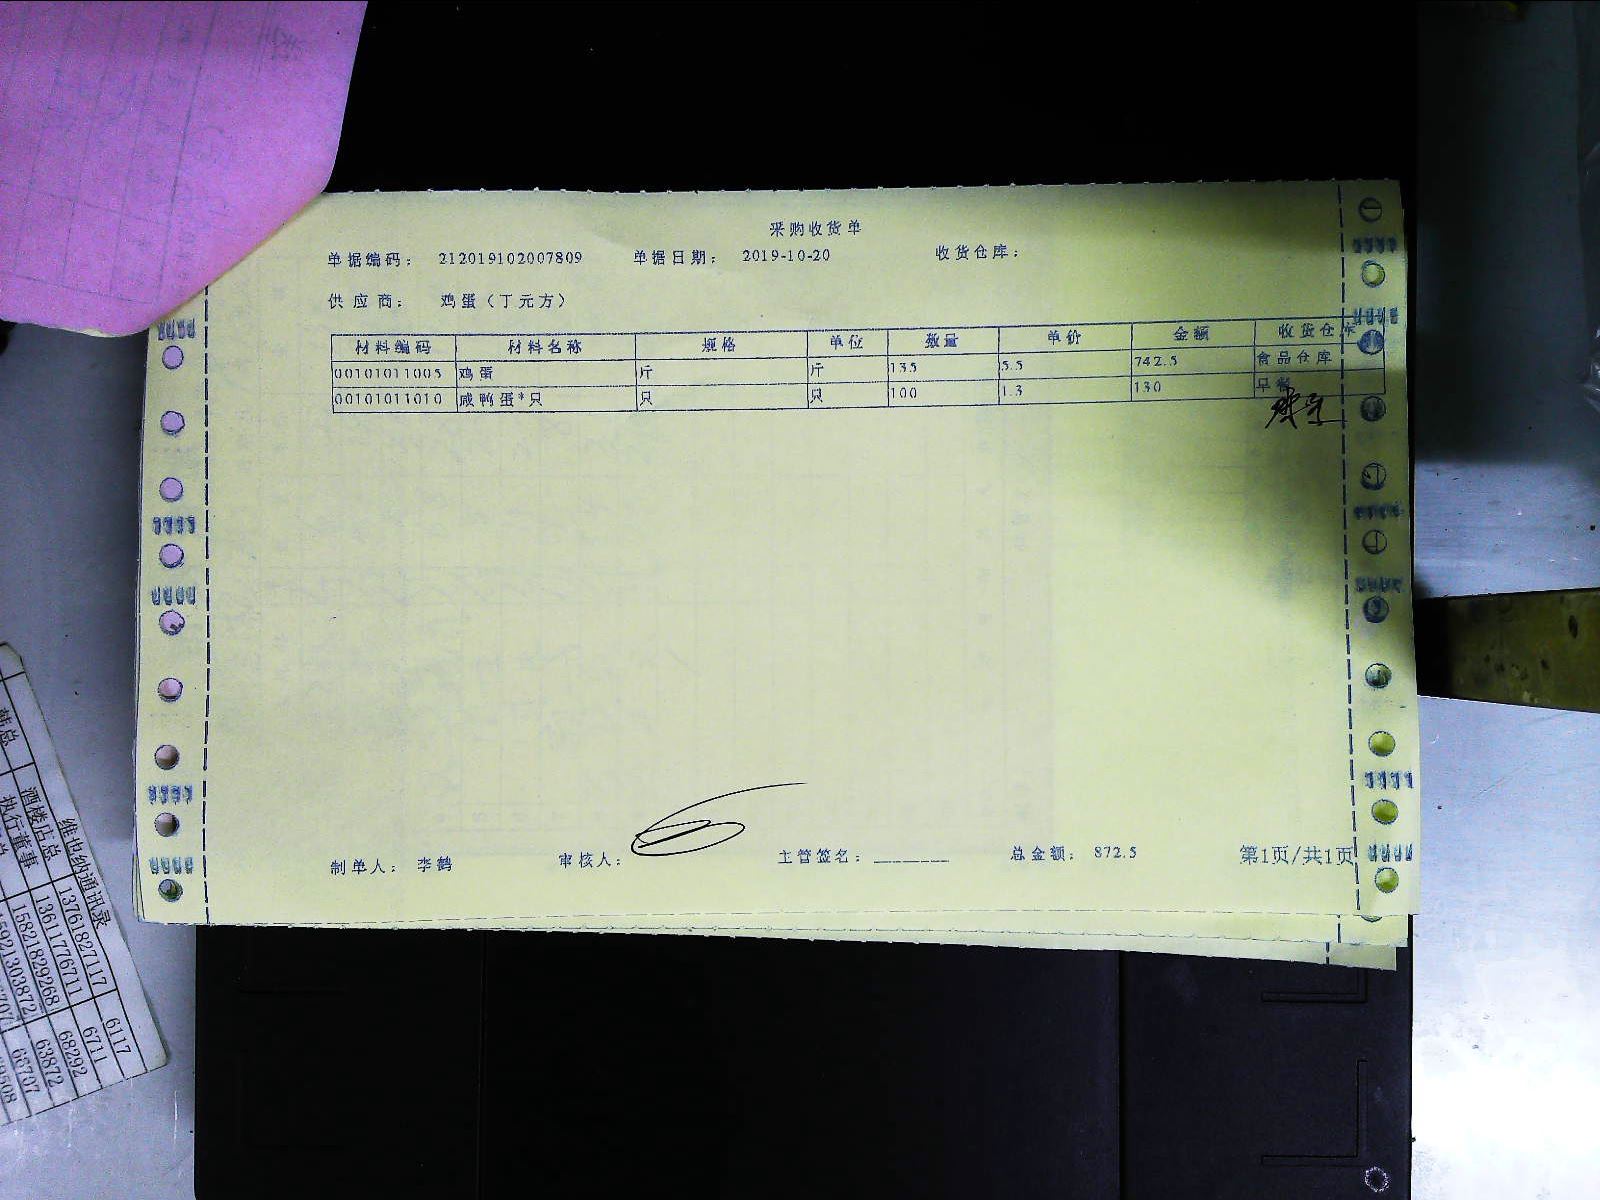 采购收货单
单据编码： 212019102007809 单据日期： 2019-10-20 收货仓库：
供应商： 鸡蛋（丁元方）
材料编码 材料名称 规格 单位 数量 单价 金额 收货仓库
00101011005 鸡蛋 斤 斤 135 5.5 742.5 食品仓库
00101011010 咸鸭蛋*只 只 只 100 1.3 130 早餐
制单人： 李鹤 审核人： 主管签名：________ 总金额： 872.5 第1页/共1页
维也纳通讯录
酒楼店总 13761827117 6117
执行董事 13611776711 6711
15821829268 68292
15921303872 63872